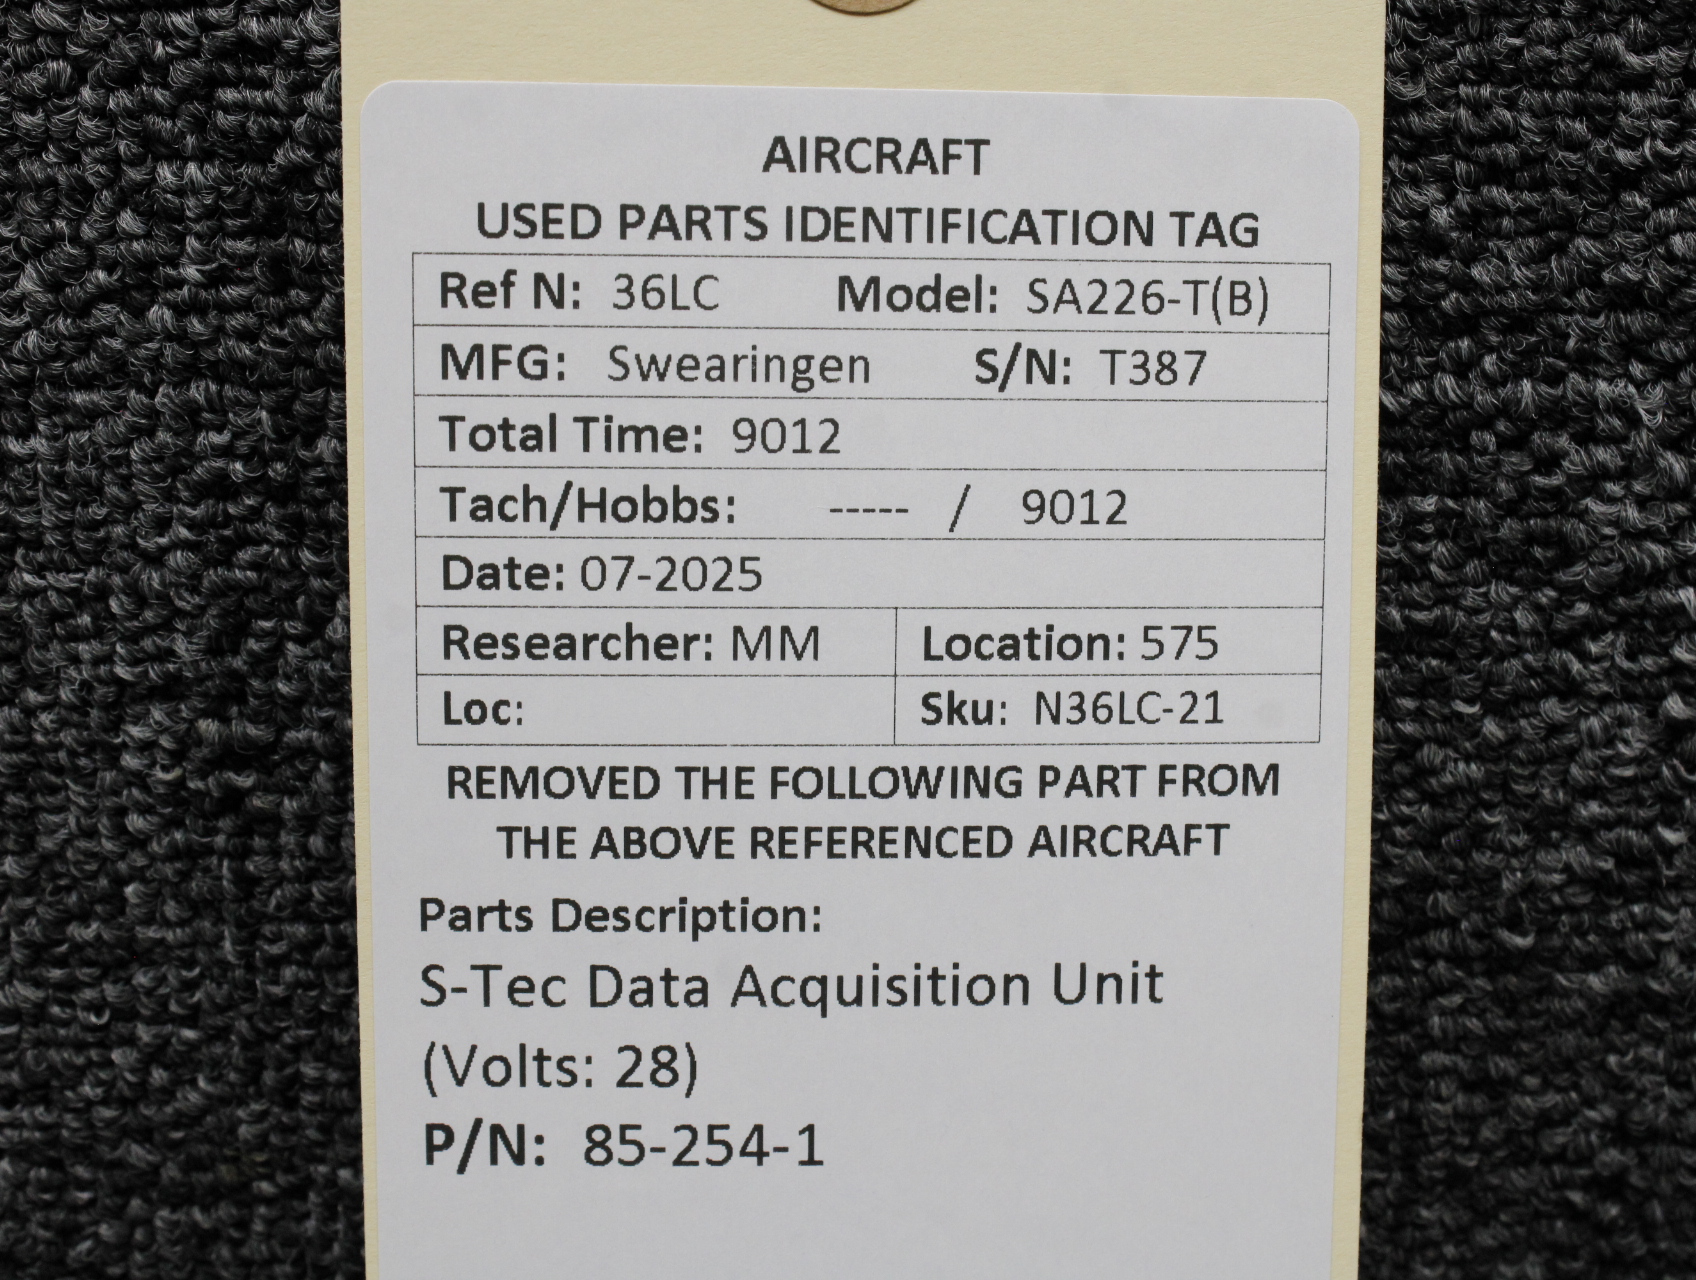 AIRCRAFT
USED PARTS IDENTIFICATION TAG
Ref N: 36LC Model: SA226-T(B)
MFG: Swearingen S/N: T387
Total Time: 9012
Tach/Hobbs: ----- / 9012
Date: 07-2025
Researcher: MM Location: 575
Loc: Sku: N36LC-21
REMOVED THE FOLLOWING PART FROM
THE ABOVE REFERENCED AIRCRAFT
Parts Description:
S-Tec Data Acquisition Unit
(Volts: 28)
P/N: 85-254-1